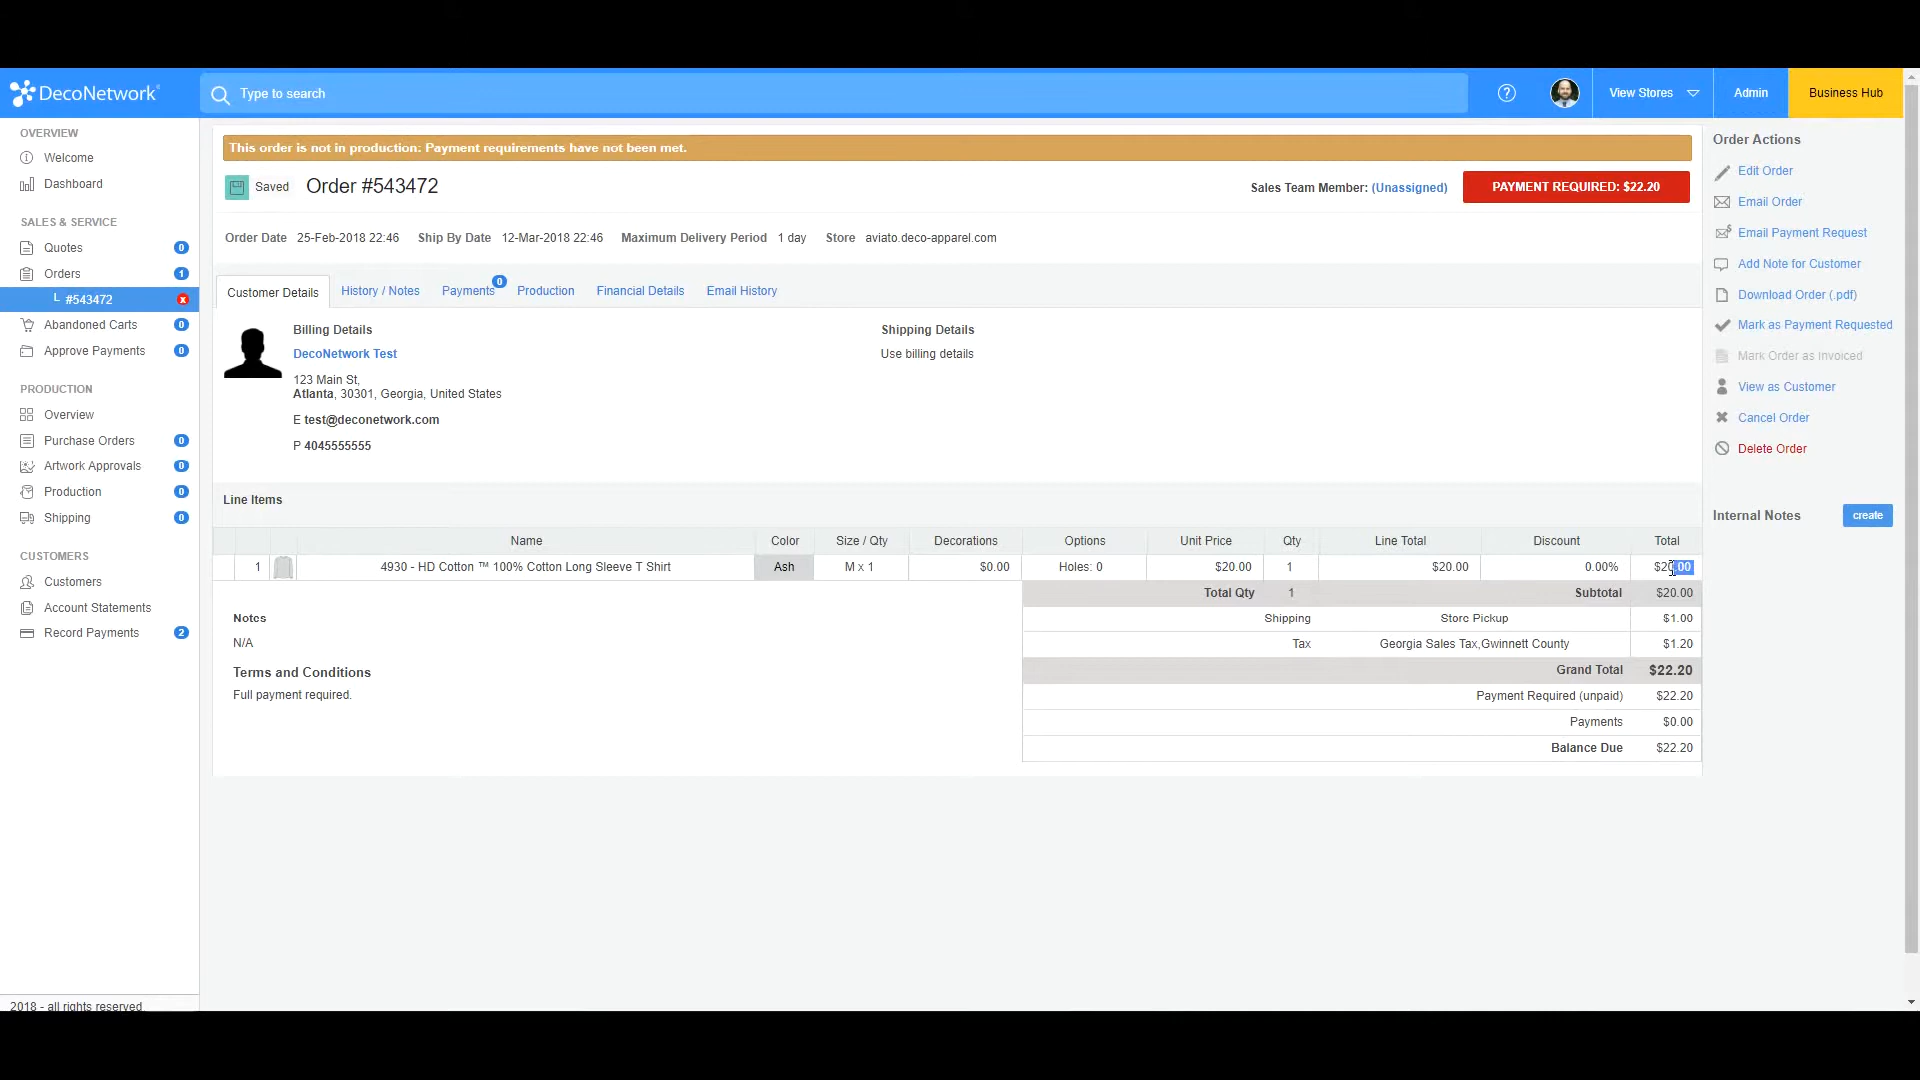 DecoNetwork
Type to search
View Stores
Admin
Business Hub
OVERVIEW
Welcome
Dashboard
SALES & SERVICE
Quotes 0
Orders 1
└ #543472 x
Abandoned Carts 0
Approve Payments 0
PRODUCTION
Overview
Purchase Orders 0
Artwork Approvals 0
Production 0
Shipping 0
CUSTOMERS
Customers
Account Statements
Record Payments 2
2018 - all rights reserved.
This order is not in production: Payment requirements have not been met.
Saved Order #543472
Sales Team Member: (Unassigned) PAYMENT REQUIRED: $22.20
Order Date 25-Feb-2018 22:46 Ship By Date 12-Mar-2018 22:46 Maximum Delivery Period 1 day Store aviato.deco-apparel.com
Customer Details History / Notes Payments 0 Production Financial Details Email History
Billing Details
DecoNetwork Test
123 Main St,
Atlanta, 30301, Georgia, United States
E test@deconetwork.com
P 4045555555
Shipping Details
Use billing details
Line Items
Name Color Size / Qty Decorations Options Unit Price Qty Line Total Discount Total
1 4930 - HD Cotton ™ 100% Cotton Long Sleeve T Shirt Ash M x 1 $0.00 Holes: 0 $20.00 1 $20.00 0.00% $20.00
Total Qty 1 Subtotal $20.00
Shipping Store Pickup $1.00
Tax Georgia Sales Tax,Gwinnett County $1.20
Grand Total $22.20
Payment Required (unpaid) $22.20
Payments $0.00
Balance Due $22.20
Notes
N/A
Terms and Conditions
Full payment required.
Order Actions
Edit Order
Email Order
Email Payment Request
Add Note for Customer
Download Order (.pdf)
Mark as Payment Requested
Mark Order as Invoiced
View as Customer
Cancel Order
Delete Order
Internal Notes create